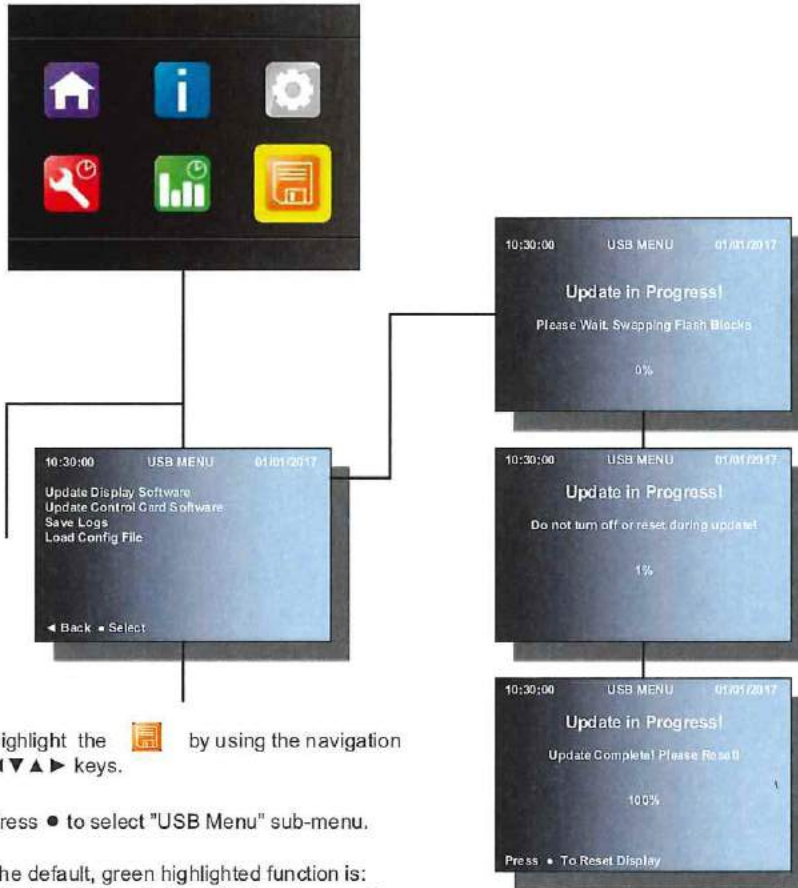 10:30:00 USB MENU 01/01/2017
Update Display Software
Update Control Card Software
Save Logs
Load Config File
◄ Back • Select
ighlight the by using the navigation
◄▼▲► keys.
ress ● to select "USB Menu" sub-menu.
he default, green highlighted function is:
10:30:00 USB MENU 01/01/2017
Update in Progress!
Please Wait. Swapping Flash Blocks
0%
10:30:00 USB MENU 01/01/2017
Update in Progress!
Do not turn off or reset during update!
1%
10:30:00 USB MENU 01/01/2017
Update in Progress!
Update Complete! Please Reset!
100%
Press • To Reset Display